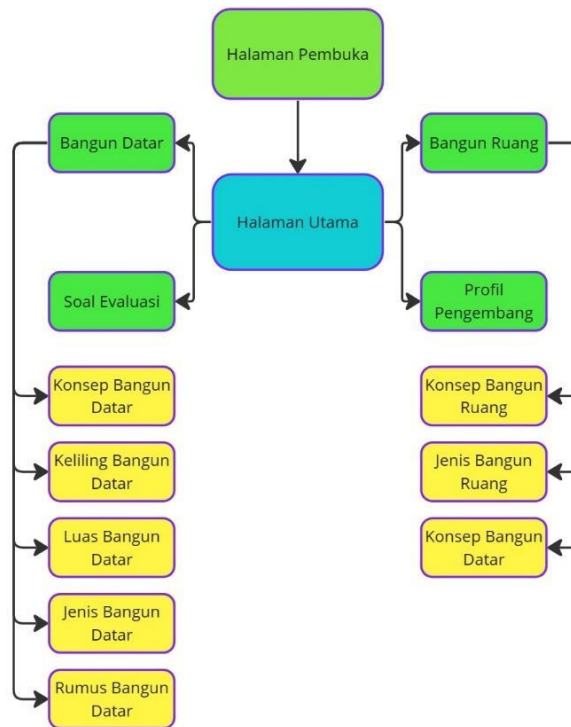 Halaman Pembuka
Bangun Datar
Bangun Ruang
Halaman Utama
Soal Evaluasi
Profil
Pengembang
Konsep Bangun
Datar
Konsep Bangun
Ruang
Keliling Bangun
Datar
Jenis Bangun
Ruang
Luas Bangun
Datar
Konsep Bangun
Datar
Jenis Bangun
Datar
Rumus Bangun
Datar